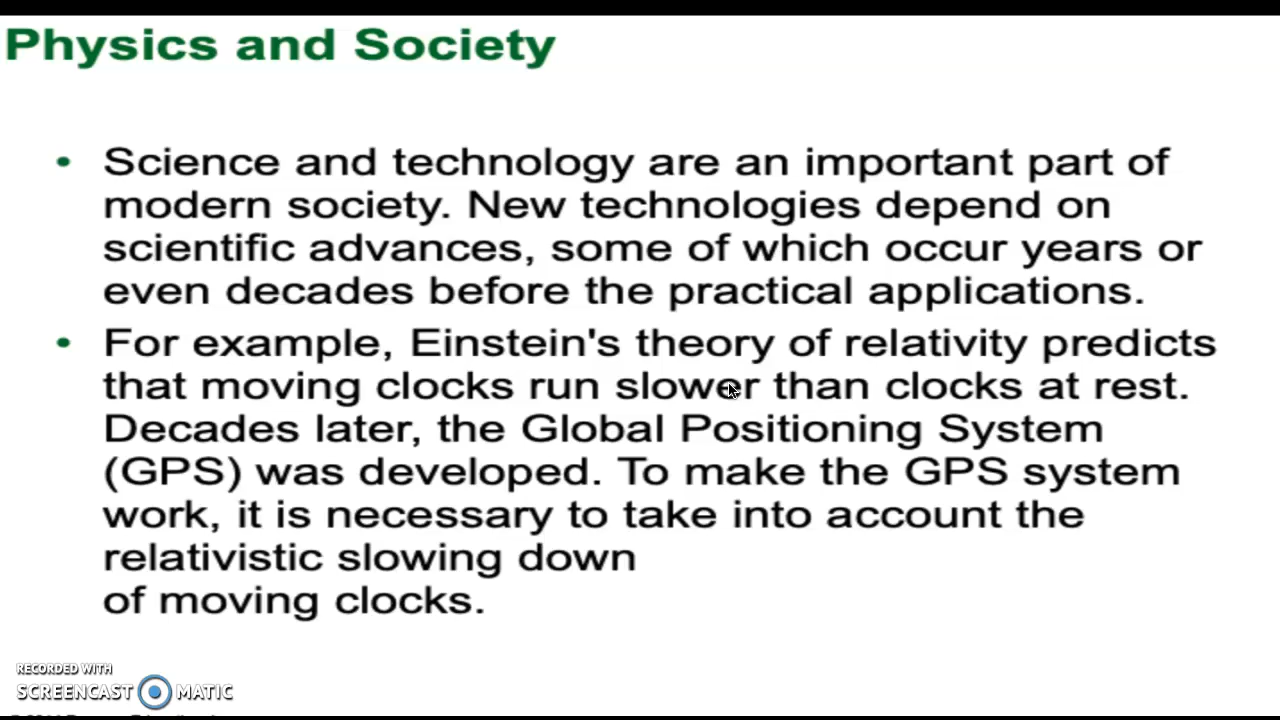 Physics and Society
• Science and technology are an important part of
modern society. New technologies depend on
scientific advances, some of which occur years or
even decades before the practical applications.
• For example, Einstein's theory of relativity predicts
that moving clocks run slower than clocks at rest.
Decades later, the Global Positioning System
(GPS) was developed. To make the GPS system
work, it is necessary to take into account the
relativistic slowing down
of moving clocks.
RECORDED WITH
SCREENCAST MATIC